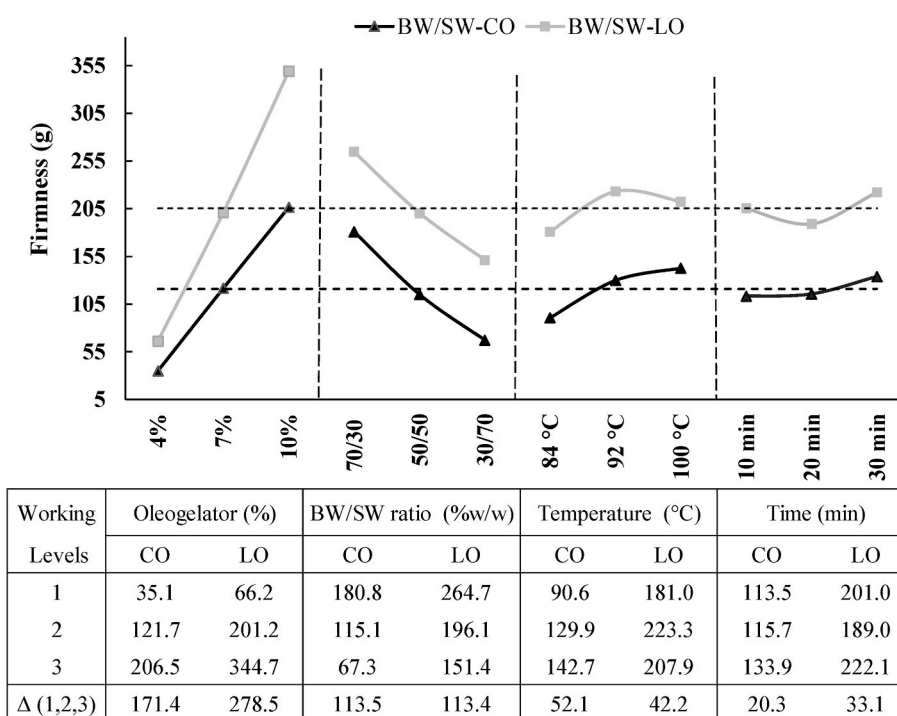 BW/SW-CO BW/SW-LO
Firmness (g)
355
305
255
205
155
105
55
5
4% 7% 10% 70/30 50/50 30/70 84 °C 92 °C 100 °C 10 min 20 min 30 min
Working Levels Oleogelator (%) BW/SW ratio (%w/w) Temperature (°C) Time (min)
CO LO CO LO CO LO CO LO
1 35.1 66.2 180.8 264.7 90.6 181.0 113.5 201.0
2 121.7 201.2 115.1 196.1 129.9 223.3 115.7 189.0
3 206.5 344.7 67.3 151.4 142.7 207.9 133.9 222.1
Δ (1,2,3) 171.4 278.5 113.5 113.4 52.1 42.2 20.3 33.1